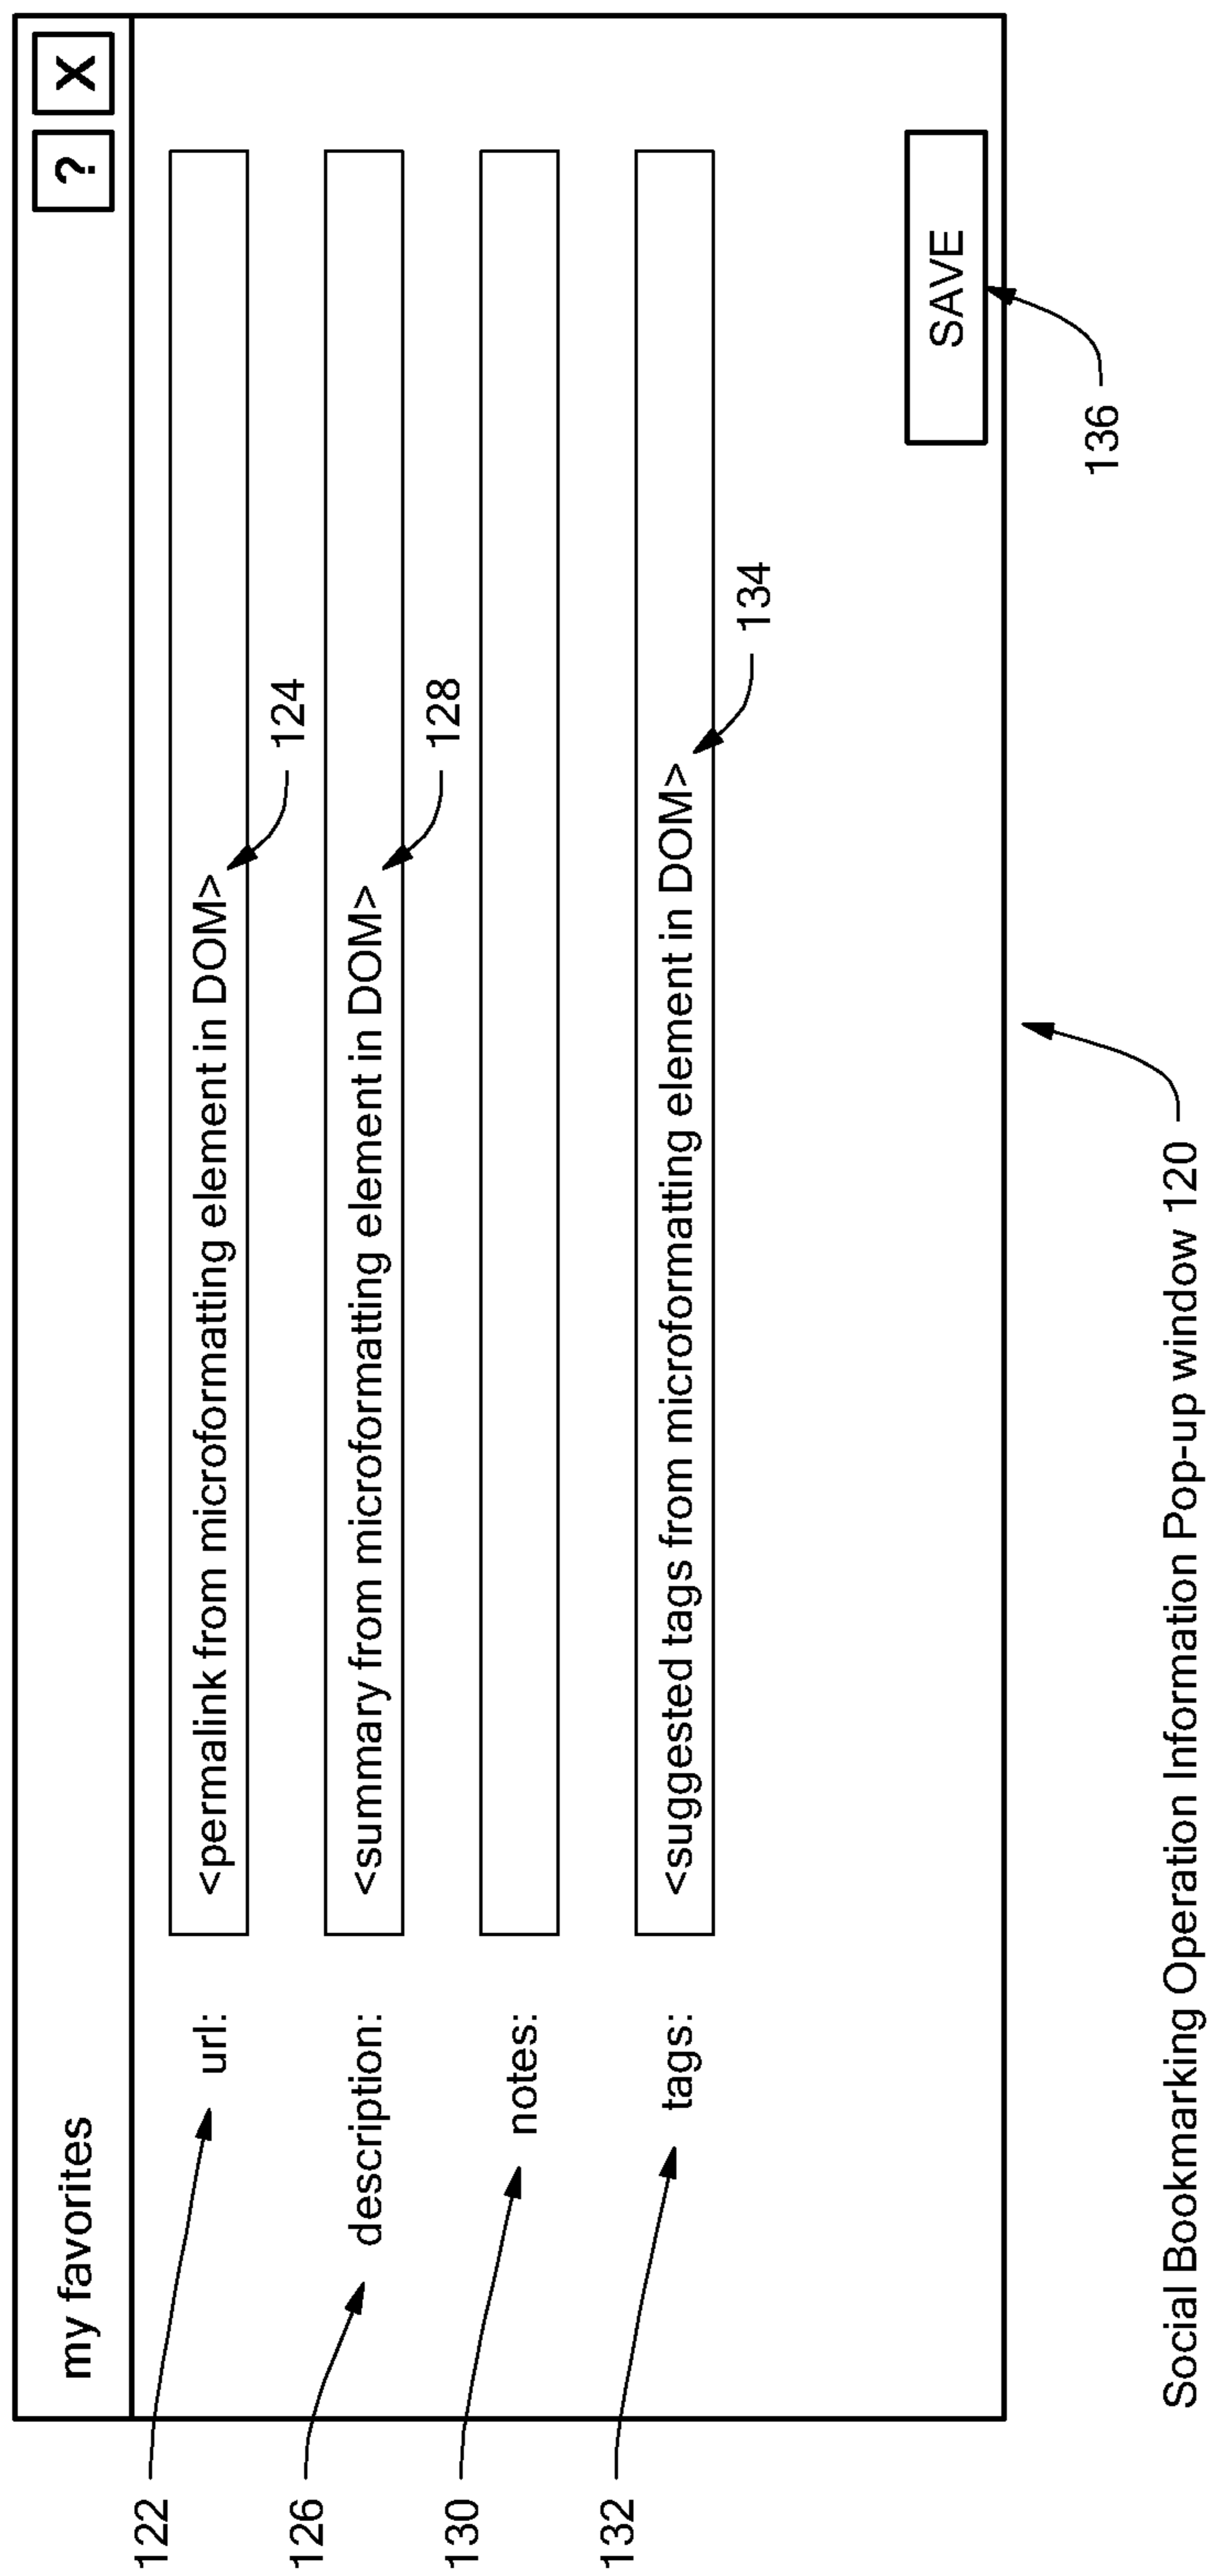 my favorites ? X
122 url: <permalink from microformatting element in DOM>
124
126 description: <summary from microformatting element in DOM>
128
130 notes:
132 tags: <suggested tags from microformatting element in DOM>
134
SAVE
136
Social Bookmarking Operation Information Pop-up window 120